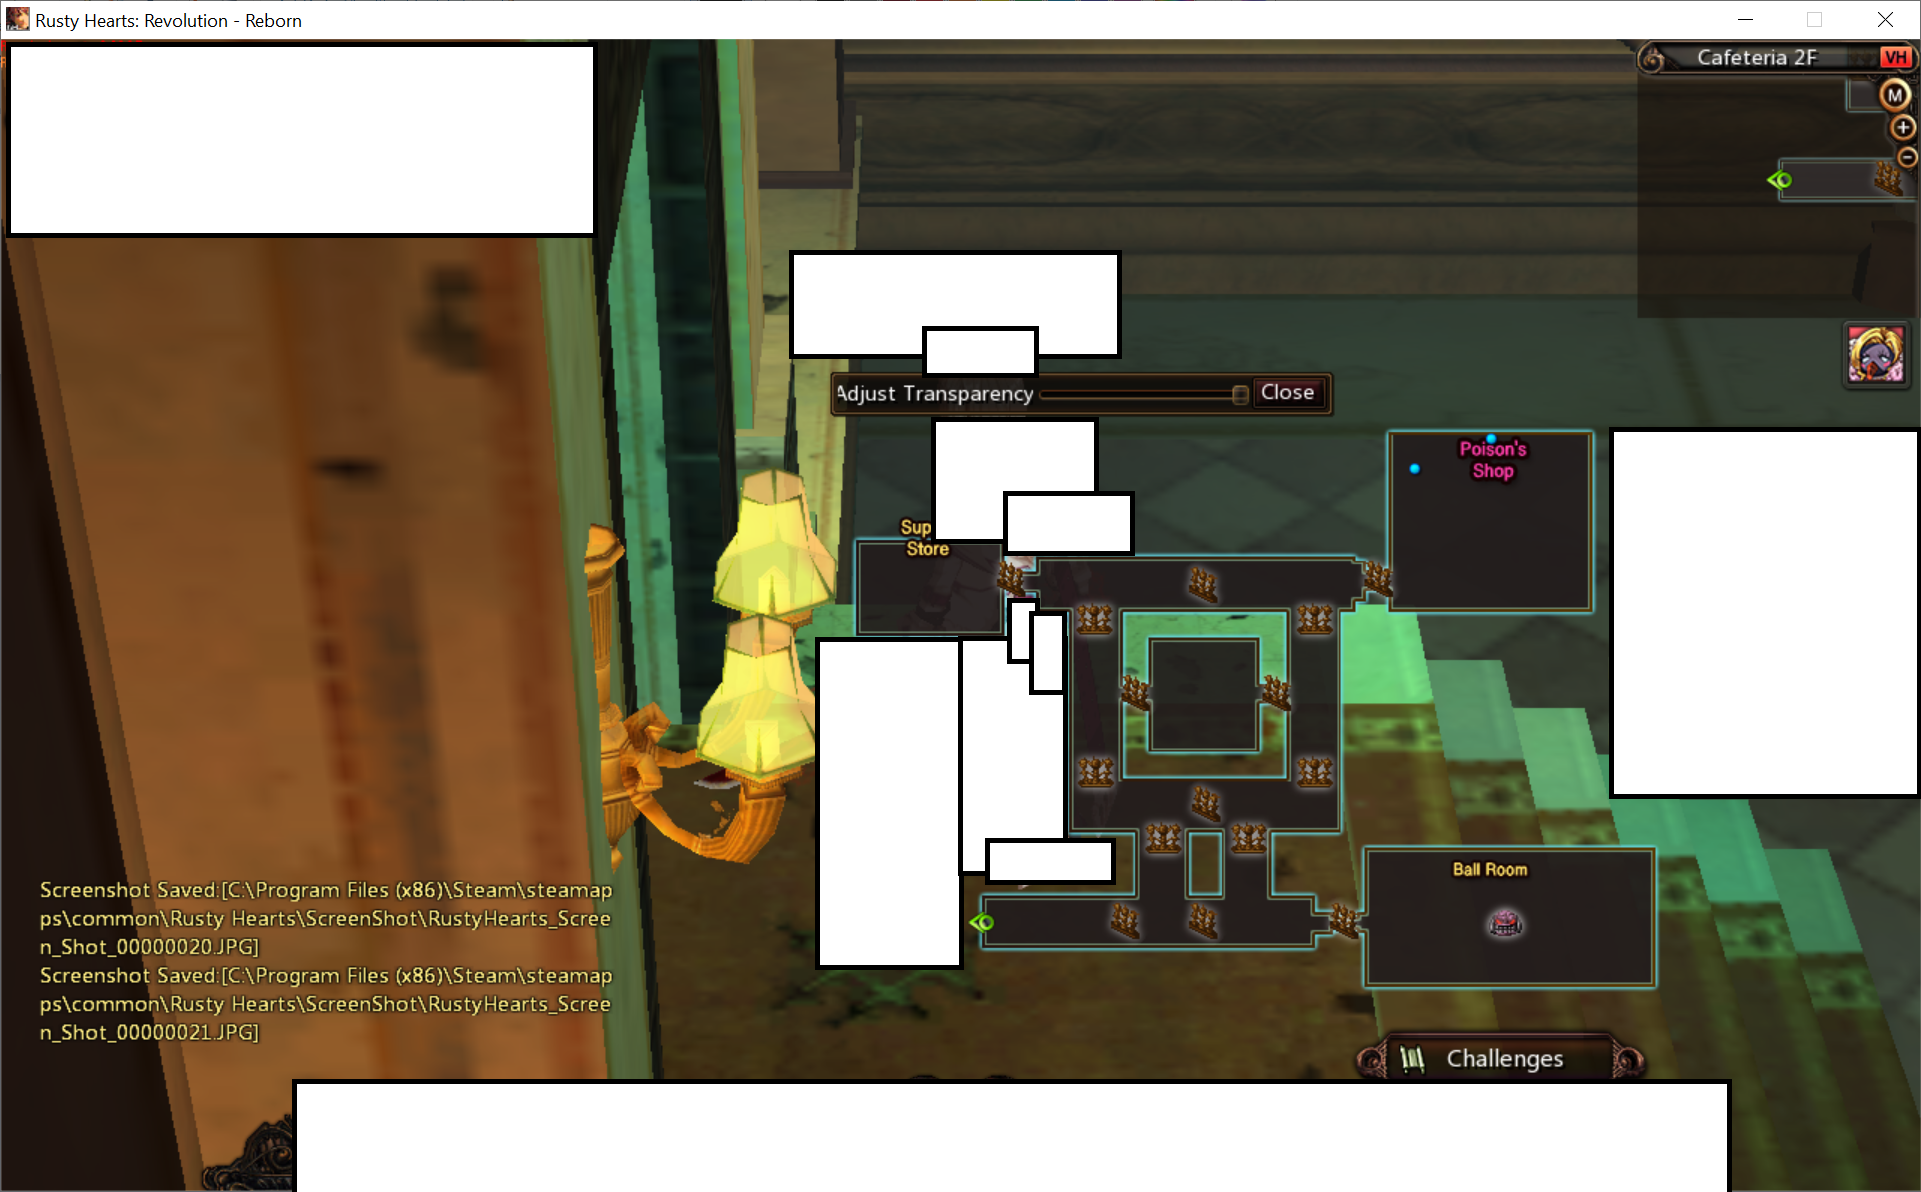 Rusty Hearts: Revolution - Reborn
Cafeteria 2F
VH
M
Adjust Transparency
Close
Poison's
Shop
Sup
Store
Ball Room
Screenshot Saved:[C:\Program Files (x86)\Steam\steamap
ps\common\Rusty Hearts\ScreenShot\RustyHearts_Scree
n_Shot_00000020.JPG]
Screenshot Saved:[C:\Program Files (x86)\Steam\steamap
ps\common\Rusty Hearts\ScreenShot\RustyHearts_Scree
n_Shot_00000021.JPG]
Challenges